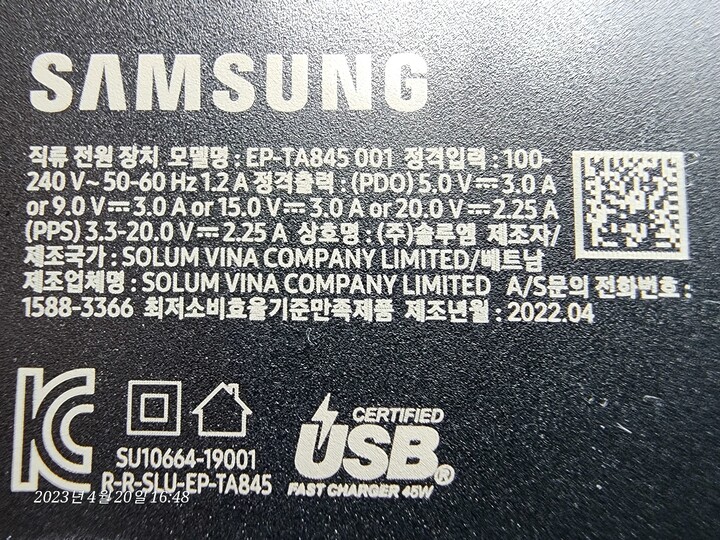 SAMSUNG
직류 전원 장치 모델명 : EP-TA845 001 정격입력 : 100-
240 V~ 50-60 Hz 1.2 A 정격출력 : (PDO) 5.0 V⎓3.0 A
or 9.0 V⎓3.0 A or 15.0 V⎓3.0 A or 20.0 V⎓2.25 A
(PPS) 3.3-20.0 V⎓2.25 A 상호명 : (주)솔루엠 제조자/
제조국가 : SOLUM VINA COMPANY LIMITED/베트남
제조업체명 : SOLUM VINA COMPANY LIMITED A/S문의 전화번호 :
1588-3366 최저소비효율기준만족제품 제조년월 : 2022.04
KC
SU10664-19001
R-R-SLU-EP-TA845
CERTIFIED
USB®
FAST CHARGER 45W
2023년 4월 20일 16:48